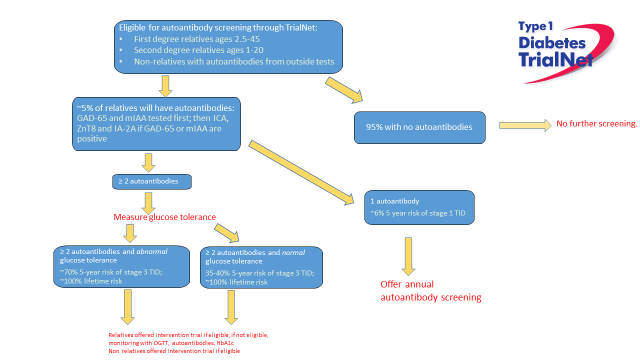 Eligible for autoantibody screening through TrialNet:
• First degree relatives ages 2.5-45
• Second degree relatives ages 1-20
• Non-relatives with autoantibodies from outside tests
Type 1
Diabetes
TrialNet
~5% of relatives will have autoantibodies:
GAD-65 and mIAA tested first; then ICA,
ZnT8 and IA-2A if GAD-65 or mIAA are
positive
95% with no autoantibodies
No further screening.
≥ 2 autoantibodies
1 autoantibody
~6% 5 year risk of stage 1 TID
Measure glucose tolerance
≥ 2 autoantibodies and abnormal
glucose tolerance
~70% 5-year risk of stage 3 TID;
~100% lifetime risk
≥ 2 autoantibodies and normal
glucose tolerance
35-40% 5-year risk of stage 3 TID;
~100% lifetime risk
Offer annual
autoantibody screening
Relatives offered intervention trial if eligible; if not eligible,
monitoring with OGTT, autoantibodies, HbA1c
Non relatives offered intervention trial if eligible